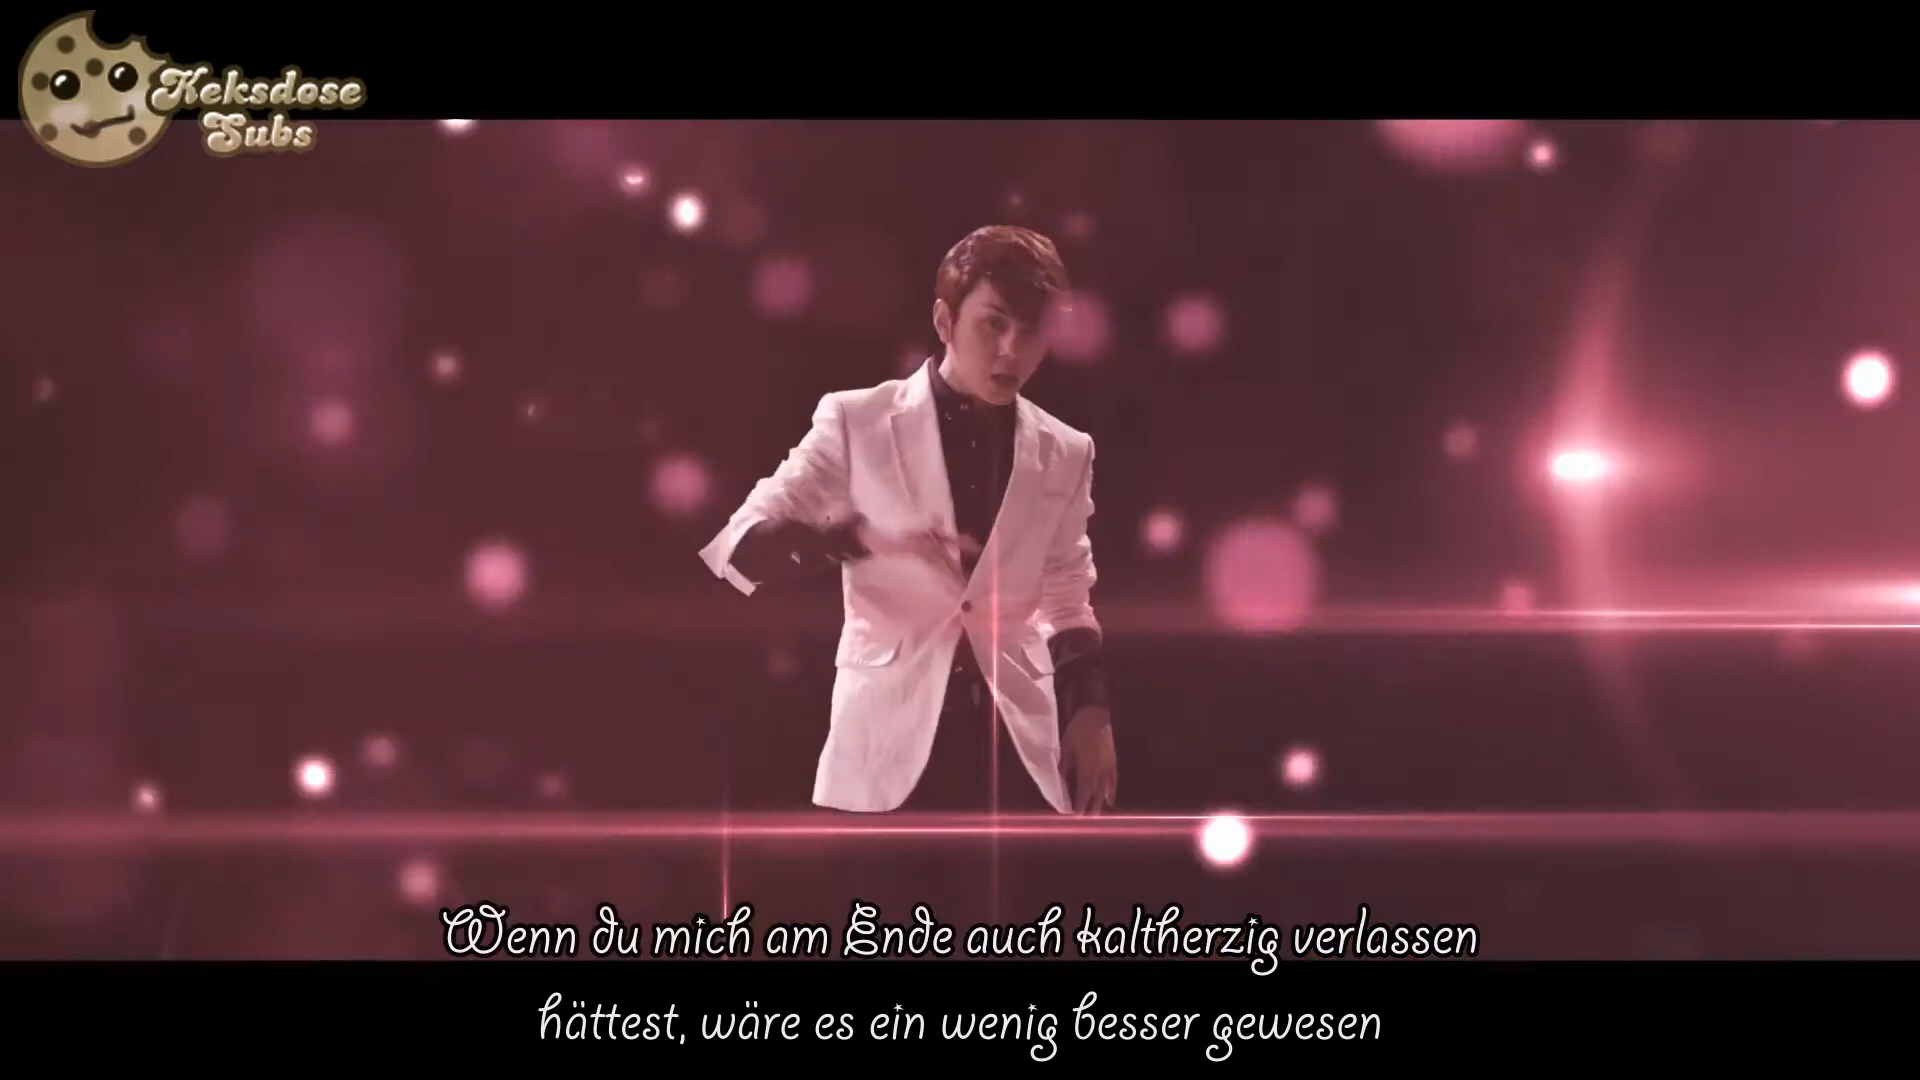 Keksdose
Subs
Wenn du mich am Ende auch kaltherzig verlassen
hättest, wäre es ein wenig besser gewesen